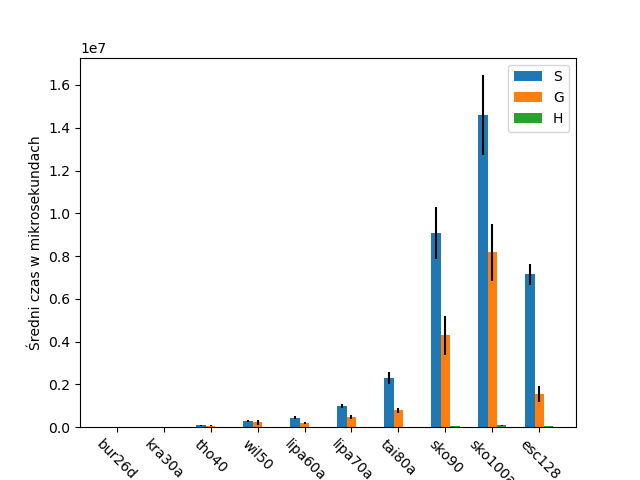 1e7
S
G
H
1.6
1.4
1.2
1.0
0.8
0.6
0.4
0.2
0.0
Średni czas w mikrosekundach
bur26d
kra30a
tho40
wil50
lipa60a
lipa70a
tai80a
sko90
sko100a
esc128